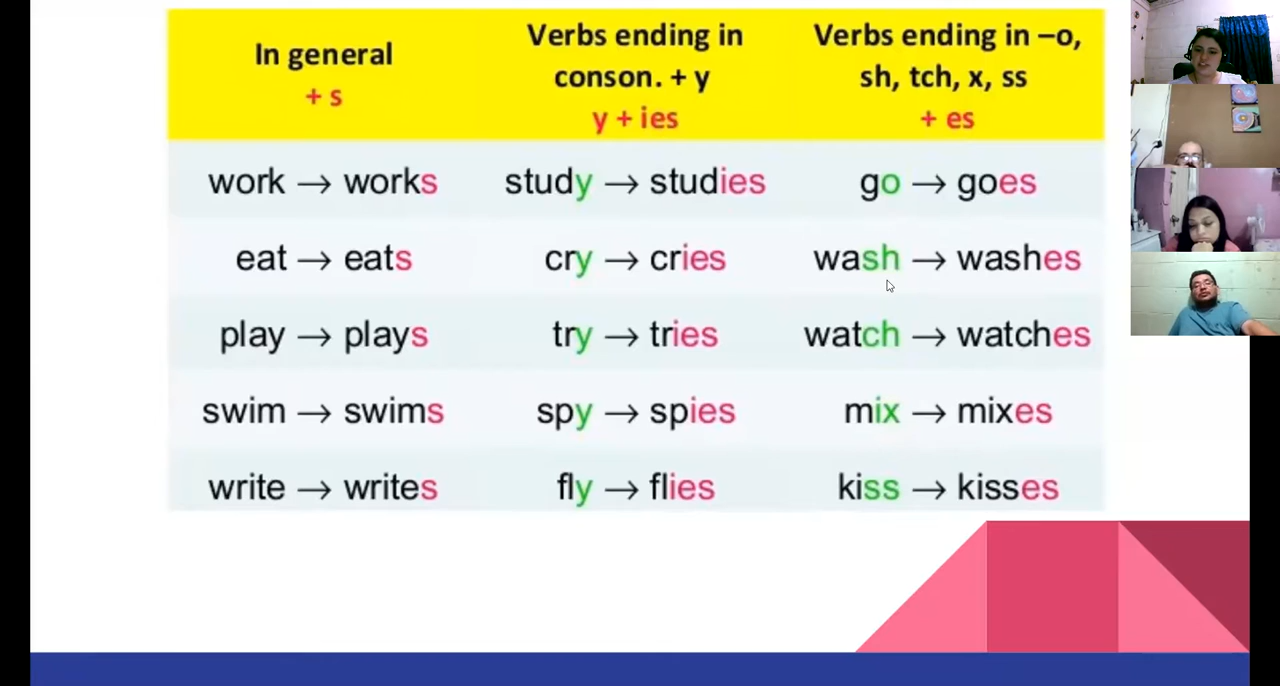 In general
+ s
Verbs ending in
conson. + y
y + ies
Verbs ending in –o,
sh, tch, x, ss
+ es
work → works
study → studies
go → goes
eat → eats
cry → cries
wash → washes
play → plays
try → tries
watch → watches
swim → swims
spy → spies
mix → mixes
write → writes
fly → flies
kiss → kisses